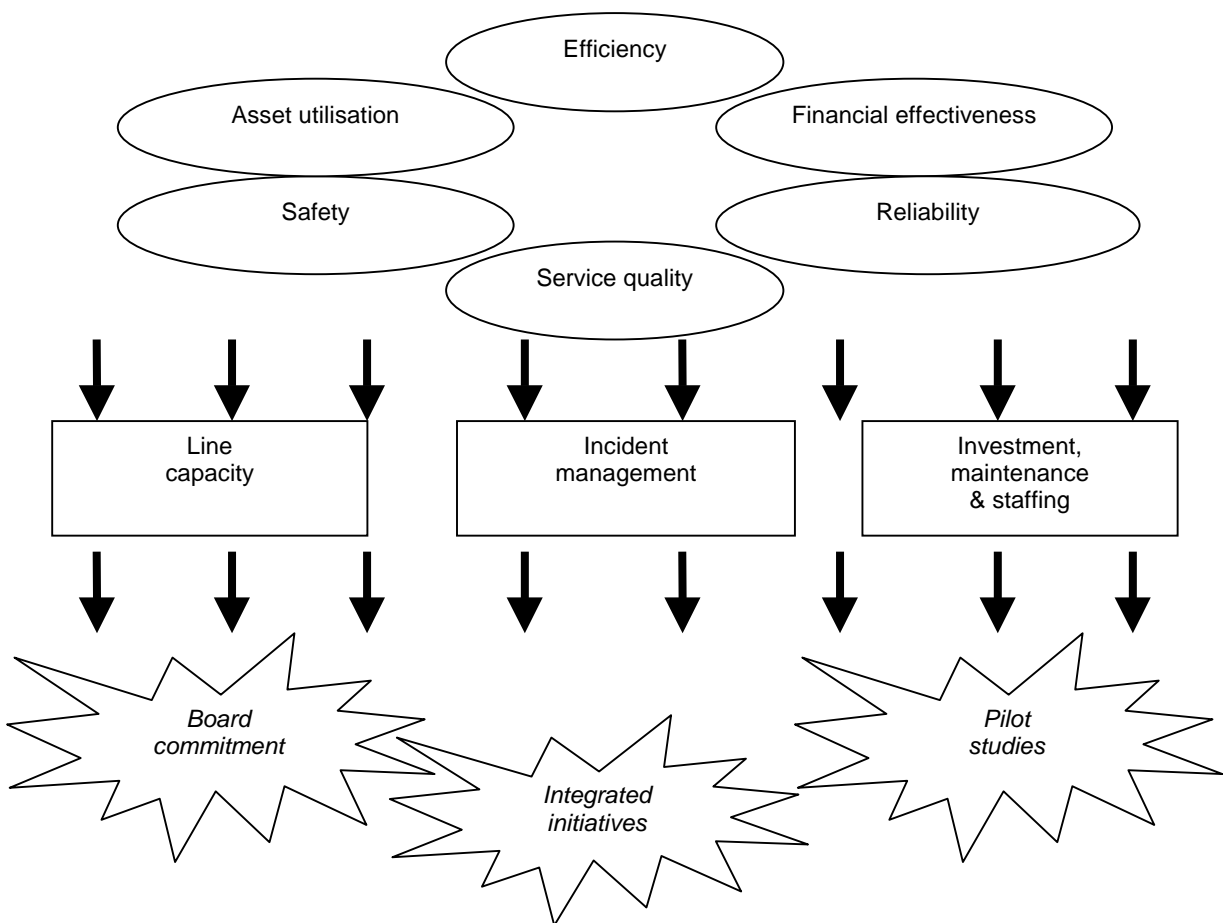 Efficiency
Asset utilisation
Financial effectiveness
Safety
Reliability
Service quality
Line
capacity
Incident
management
Investment,
maintenance
& staffing
Board
commitment
Integrated
initiatives
Pilot
studies